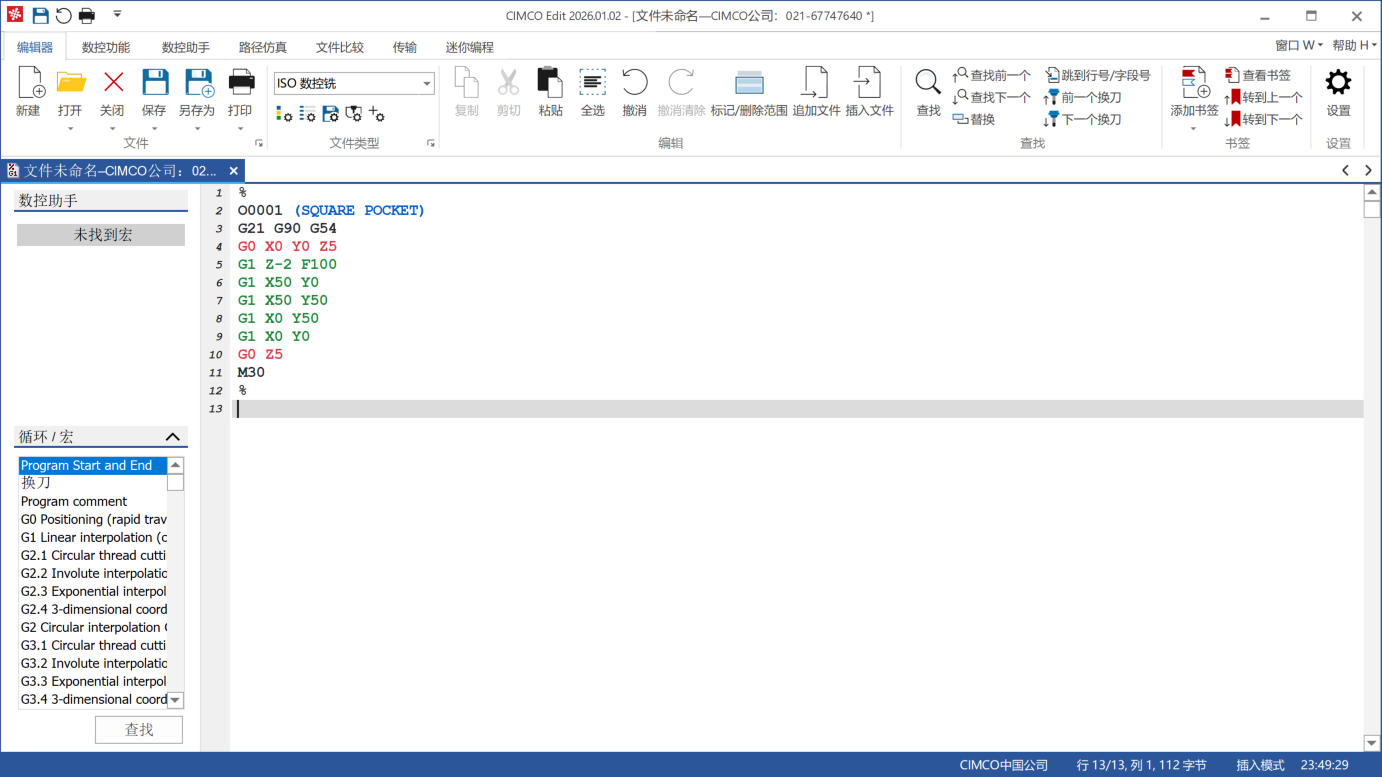 CIMCO Edit 2026.01.02 - [文件未命名—CIMCO公司：021-67747640 *]
编辑器 数控功能 数控助手 路径仿真 文件比较 传输 迷你编程 窗口 W 帮助 H
新建 打开 关闭 保存 另存为 打印
文件
ISO 数控铣
文件类型
复制 剪切 粘贴 全选 撤消 撤消清除 标记/删除范围 追加文件 插入文件
编辑
查找
查找前一个
查找下一个
替换
跳到行号/字段号
前一个换刀
下一个换刀
查找
添加书签
查看书签
转到上一个
转到下一个
书签
设置
设置
文件未命名–CIMCO公司：02...
数控助手
未找到宏
循环 / 宏
Program Start and End
换刀
Program comment
G0 Positioning (rapid trav
G1 Linear interpolation (c
G2.1 Circular thread cutti
G2.2 Involute interpolatio
G2.3 Exponential interpol
G2.4 3-dimensional coord
G2 Circular interpolation
G3.1 Circular thread cutti
G3.2 Involute interpolatio
G3.3 Exponential interpol
G3.4 3-dimensional coord
查找
1 %
2 O0001 (SQUARE POCKET)
3 G21 G90 G54
4 G0 X0 Y0 Z5
5 G1 Z-2 F100
6 G1 X50 Y0
7 G1 X50 Y50
8 G1 X0 Y50
9 G1 X0 Y0
10 G0 Z5
11 M30
12 %
13
CIMCO中国公司 行 13/13, 列 1, 112 字节 插入模式 23:49:29